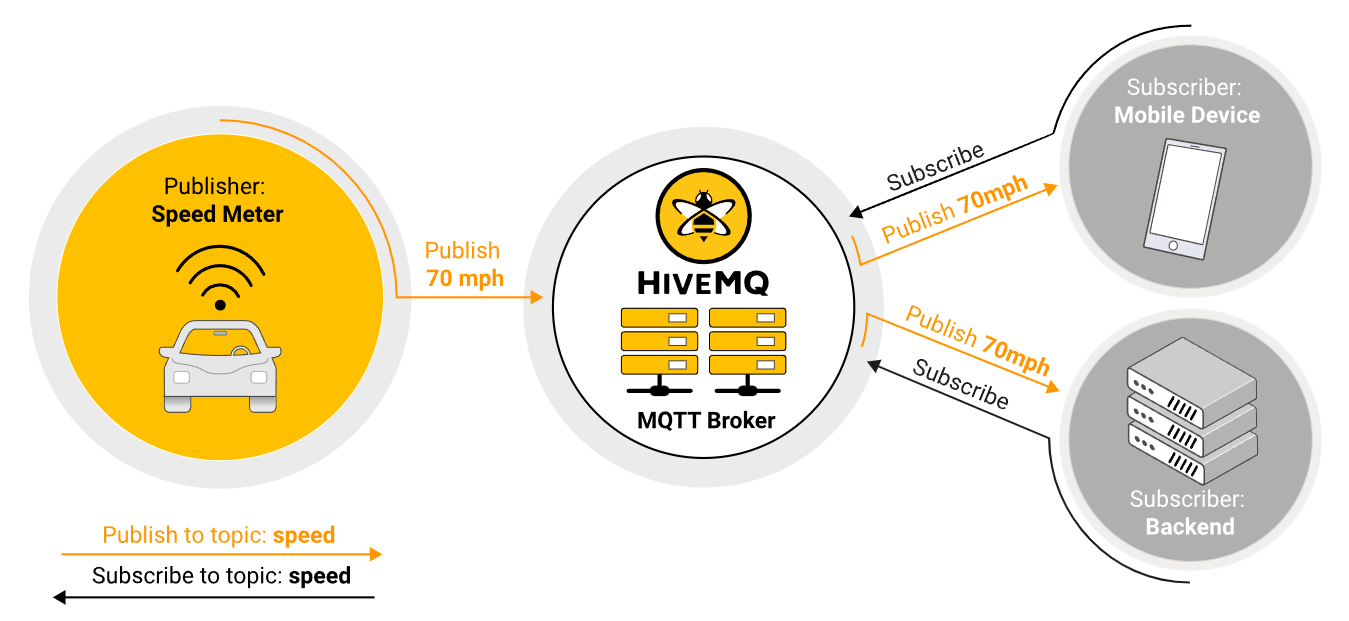 Publisher:
Speed Meter
Publish
70 mph
HIVEMQ
MQTT Broker
Subscribe
Publish 70mph
Publish 70mph
Subscribe
Subscriber:
Mobile Device
Subscriber:
Backend
Publish to topic: speed
Subscribe to topic: speed